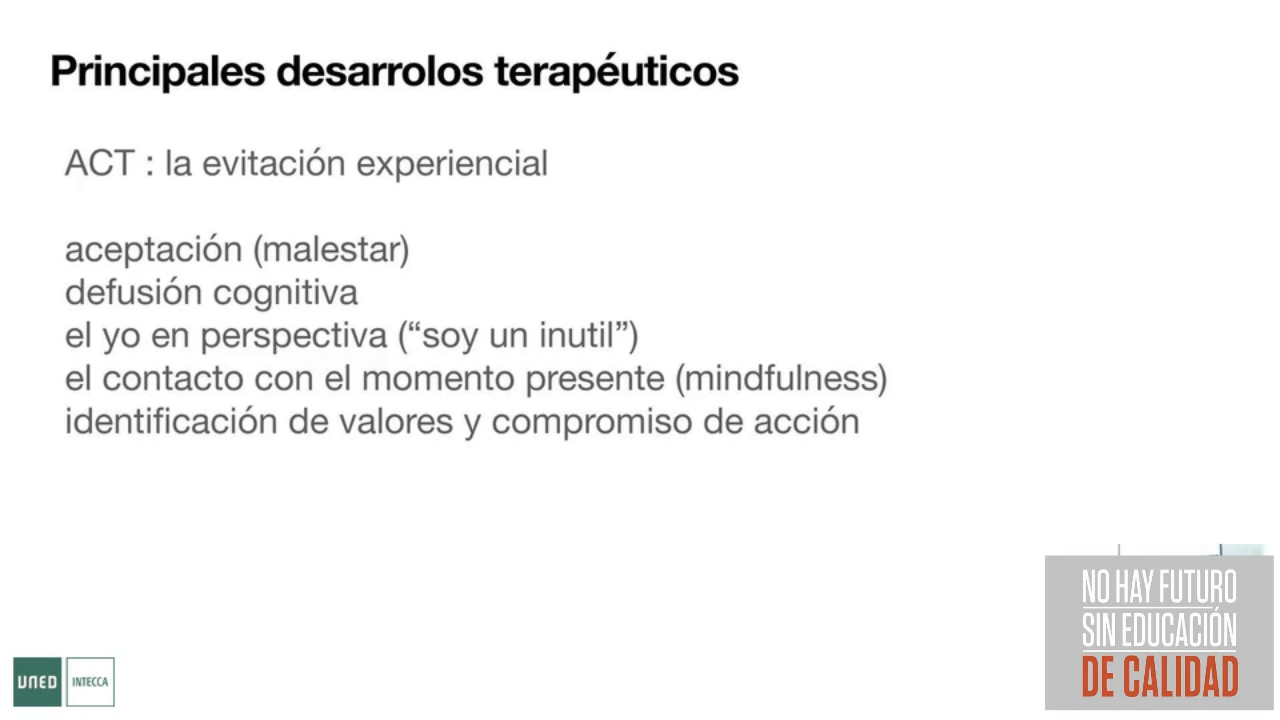 Principales desarrolos terapéuticos
ACT : la evitación experiencial
aceptación (malestar)
defusión cognitiva
el yo en perspectiva (“soy un inutil”)
el contacto con el momento presente (mindfulness)
identificación de valores y compromiso de acción
NO HAY FUTURO
SIN EDUCACIÓN
DE CALIDAD
UNED
INTECCA